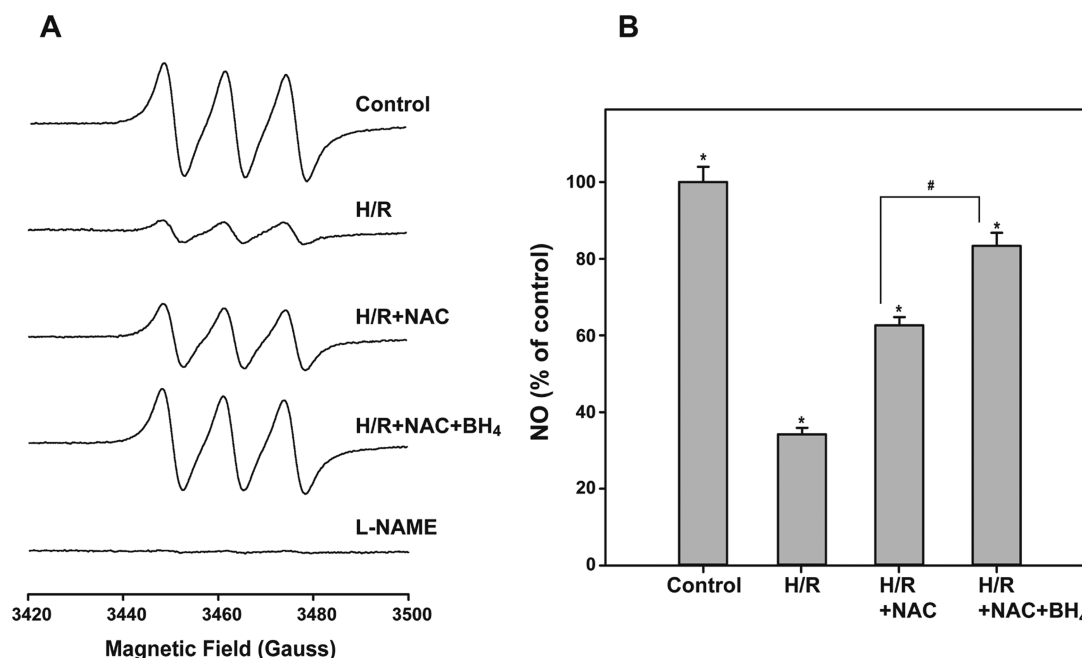 A
Control
H/R
H/R+NAC
H/R+NAC+BH₄
L-NAME
3420 3440 3460 3480 3500
Magnetic Field (Gauss)
B
NO (% of control)
100
80
60
40
20
0
*
*
*
*
#
Control H/R H/R H/R
+NAC +NAC+BH₄